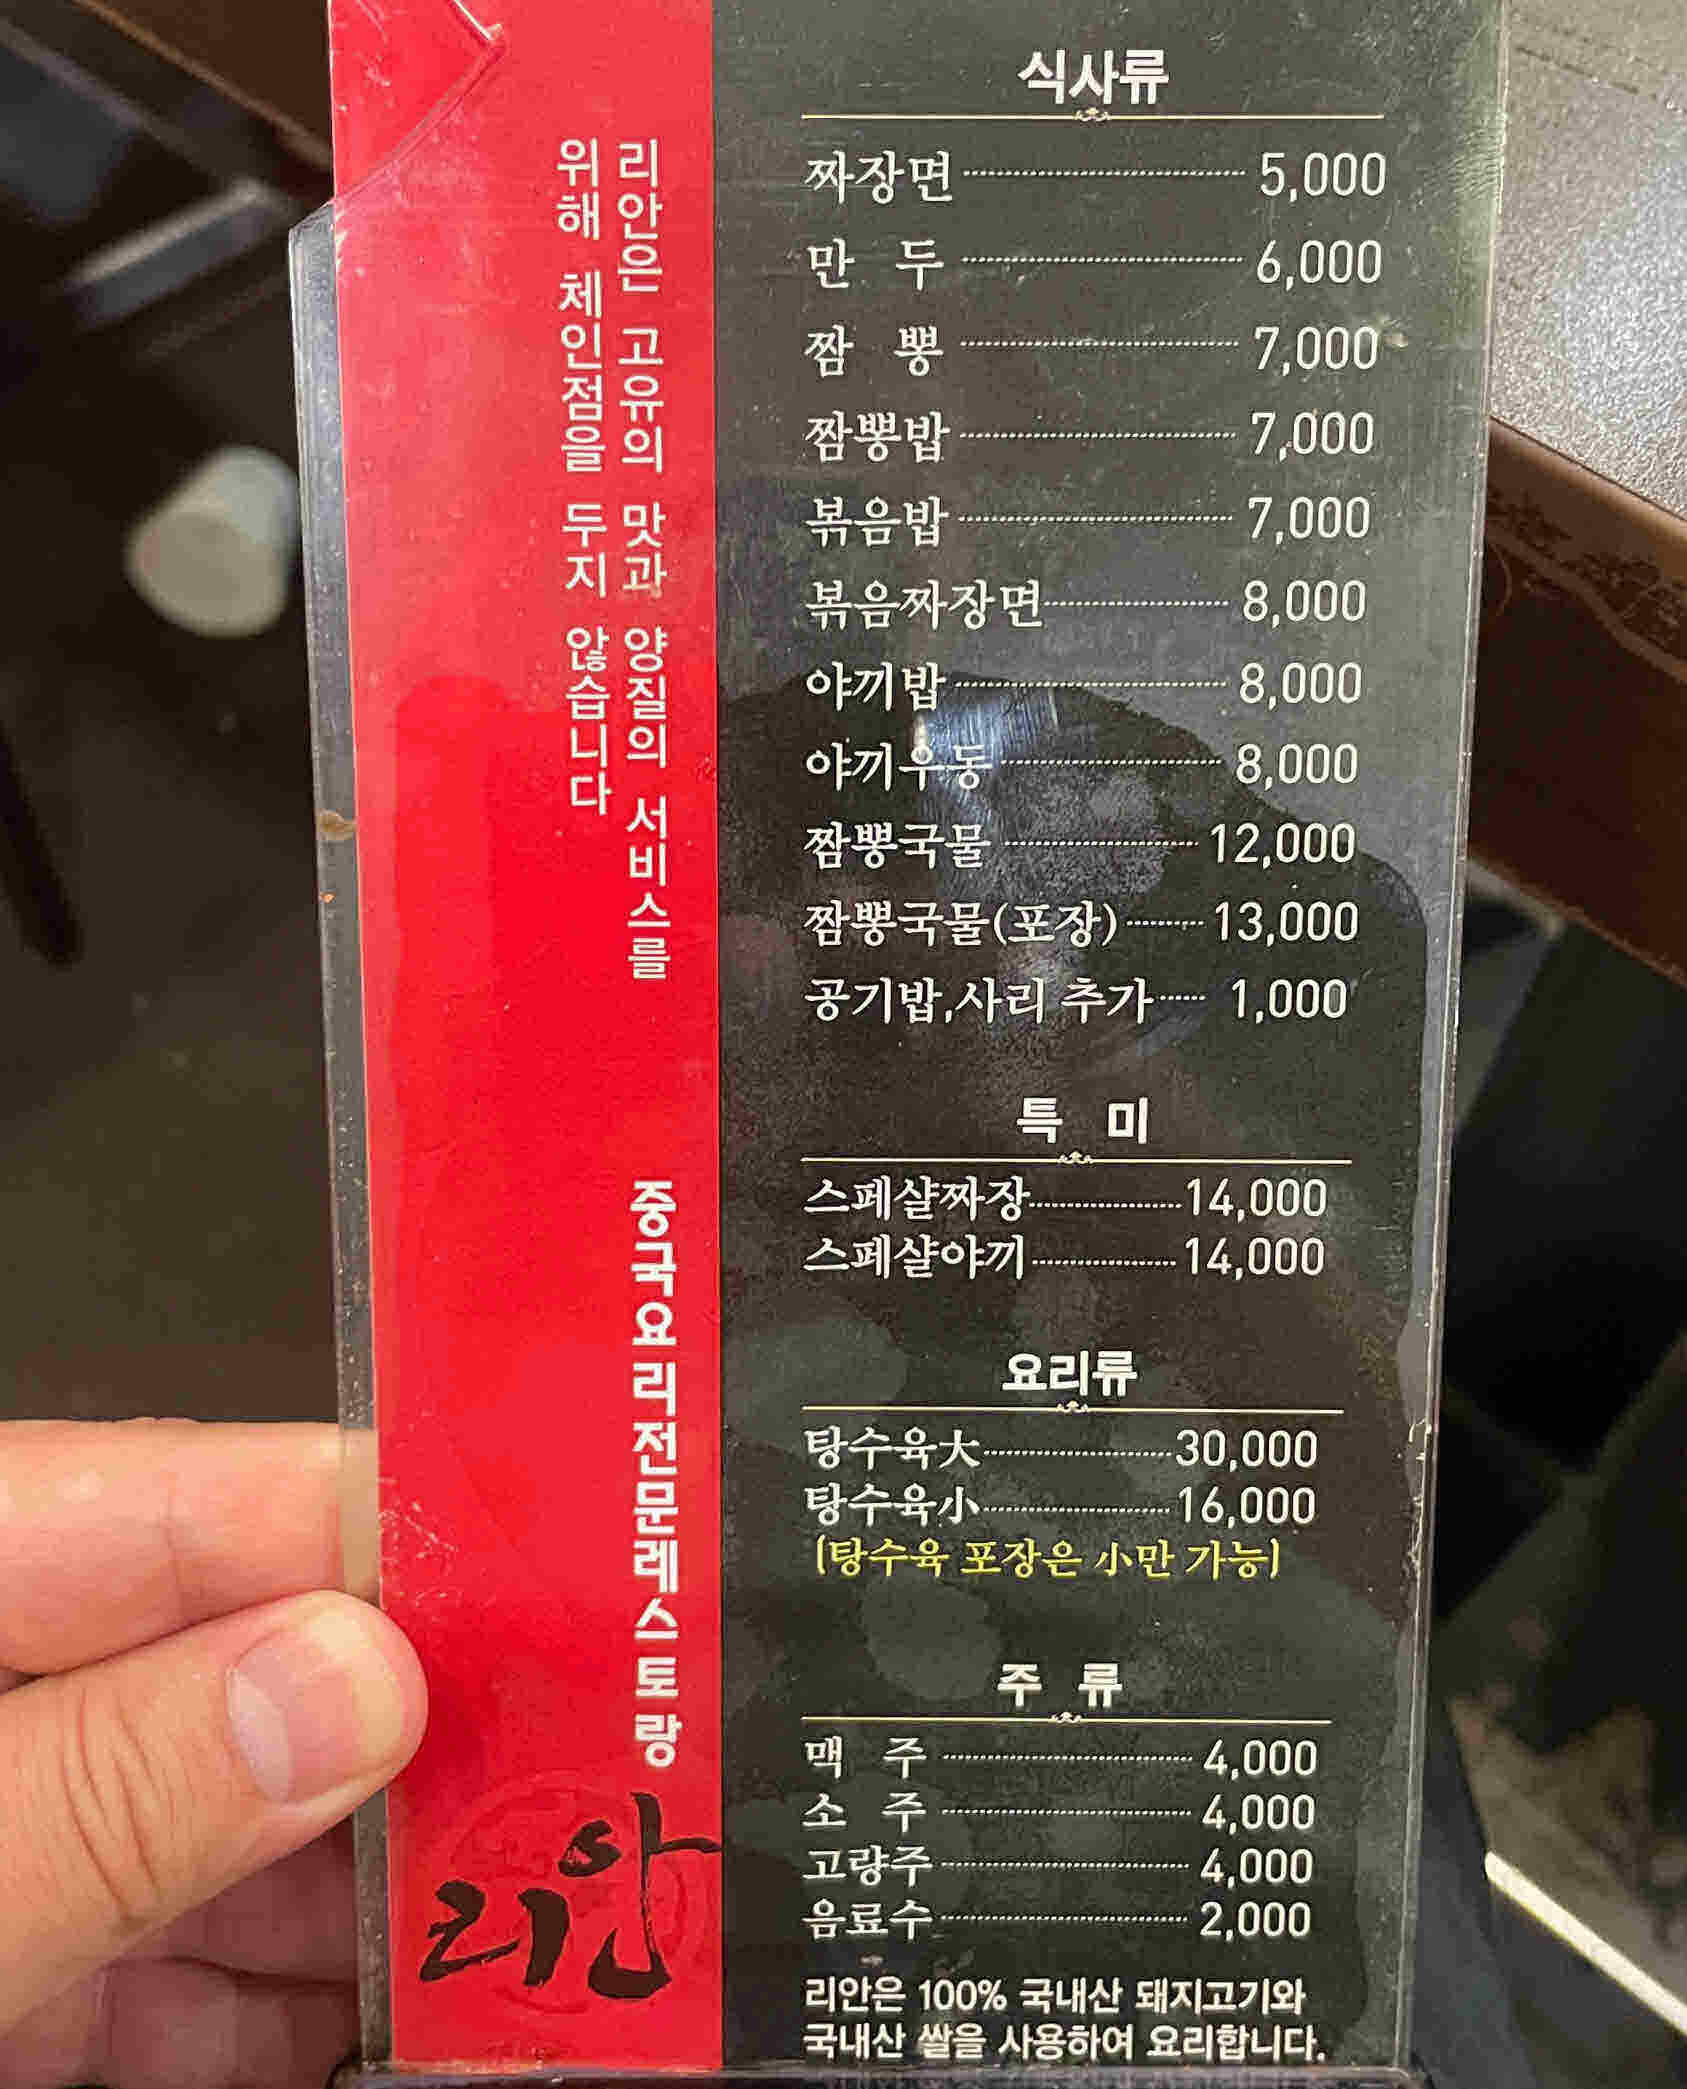 리안은 고유의 맛과 양질의 서비스를
위해 체인점을 두지 않습니다
중국요리전문레스토랑
리안
식사류
짜장면 5,000
만 두 6,000
짬 뽕 7,000
짬뽕밥 7,000
볶음밥 7,000
볶음짜장면 8,000
야끼밥 8,000
야끼우동 8,000
짬뽕국물 12,000
짬뽕국물(포장) 13,000
공기밥,사리 추가 1,000
특 미
스페샬짜장 14,000
스페샬야끼 14,000
요리류
탕수육大 30,000
탕수육小 16,000
(탕수육 포장은 小만 가능)
주 류
맥 주 4,000
소 주 4,000
고량주 4,000
음료수 2,000
리안은 100% 국내산 돼지고기와
국내산 쌀을 사용하여 요리합니다.